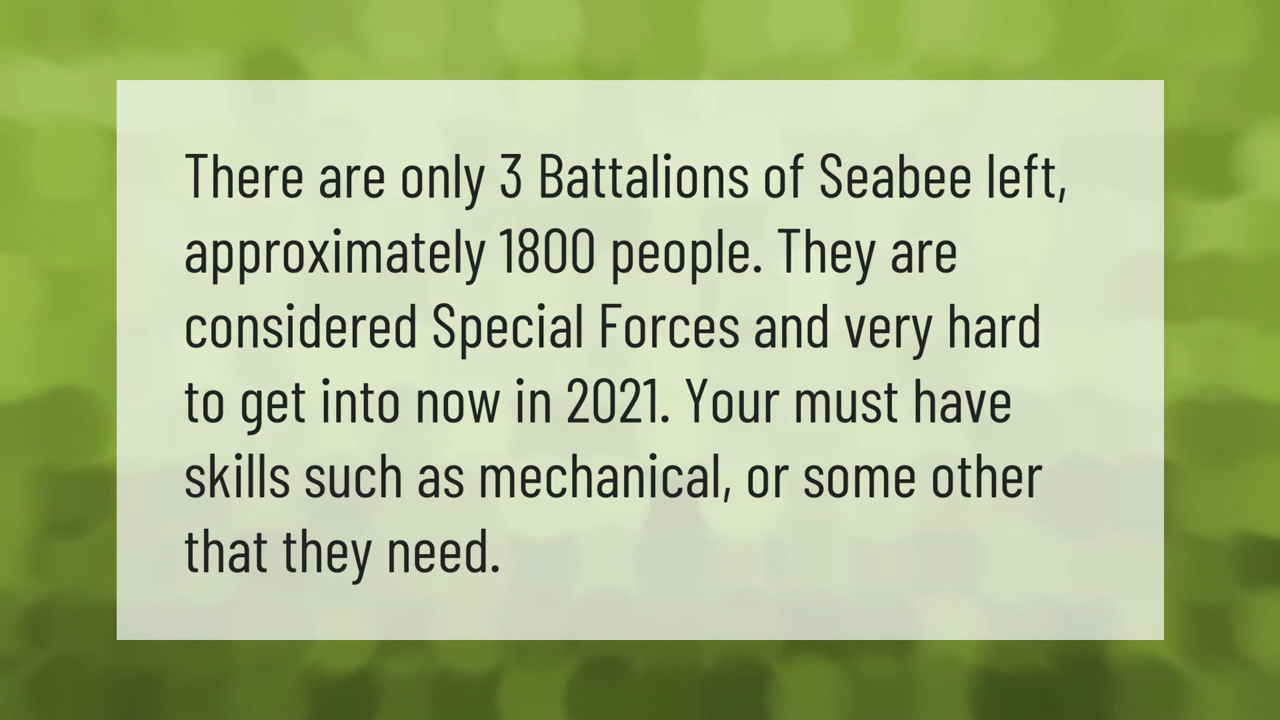 There are only 3 Battalions of Seabee left,
approximately 1800 people. They are
considered Special Forces and very hard
to get into now in 2021. Your must have
skills such as mechanical, or some other
that they need.